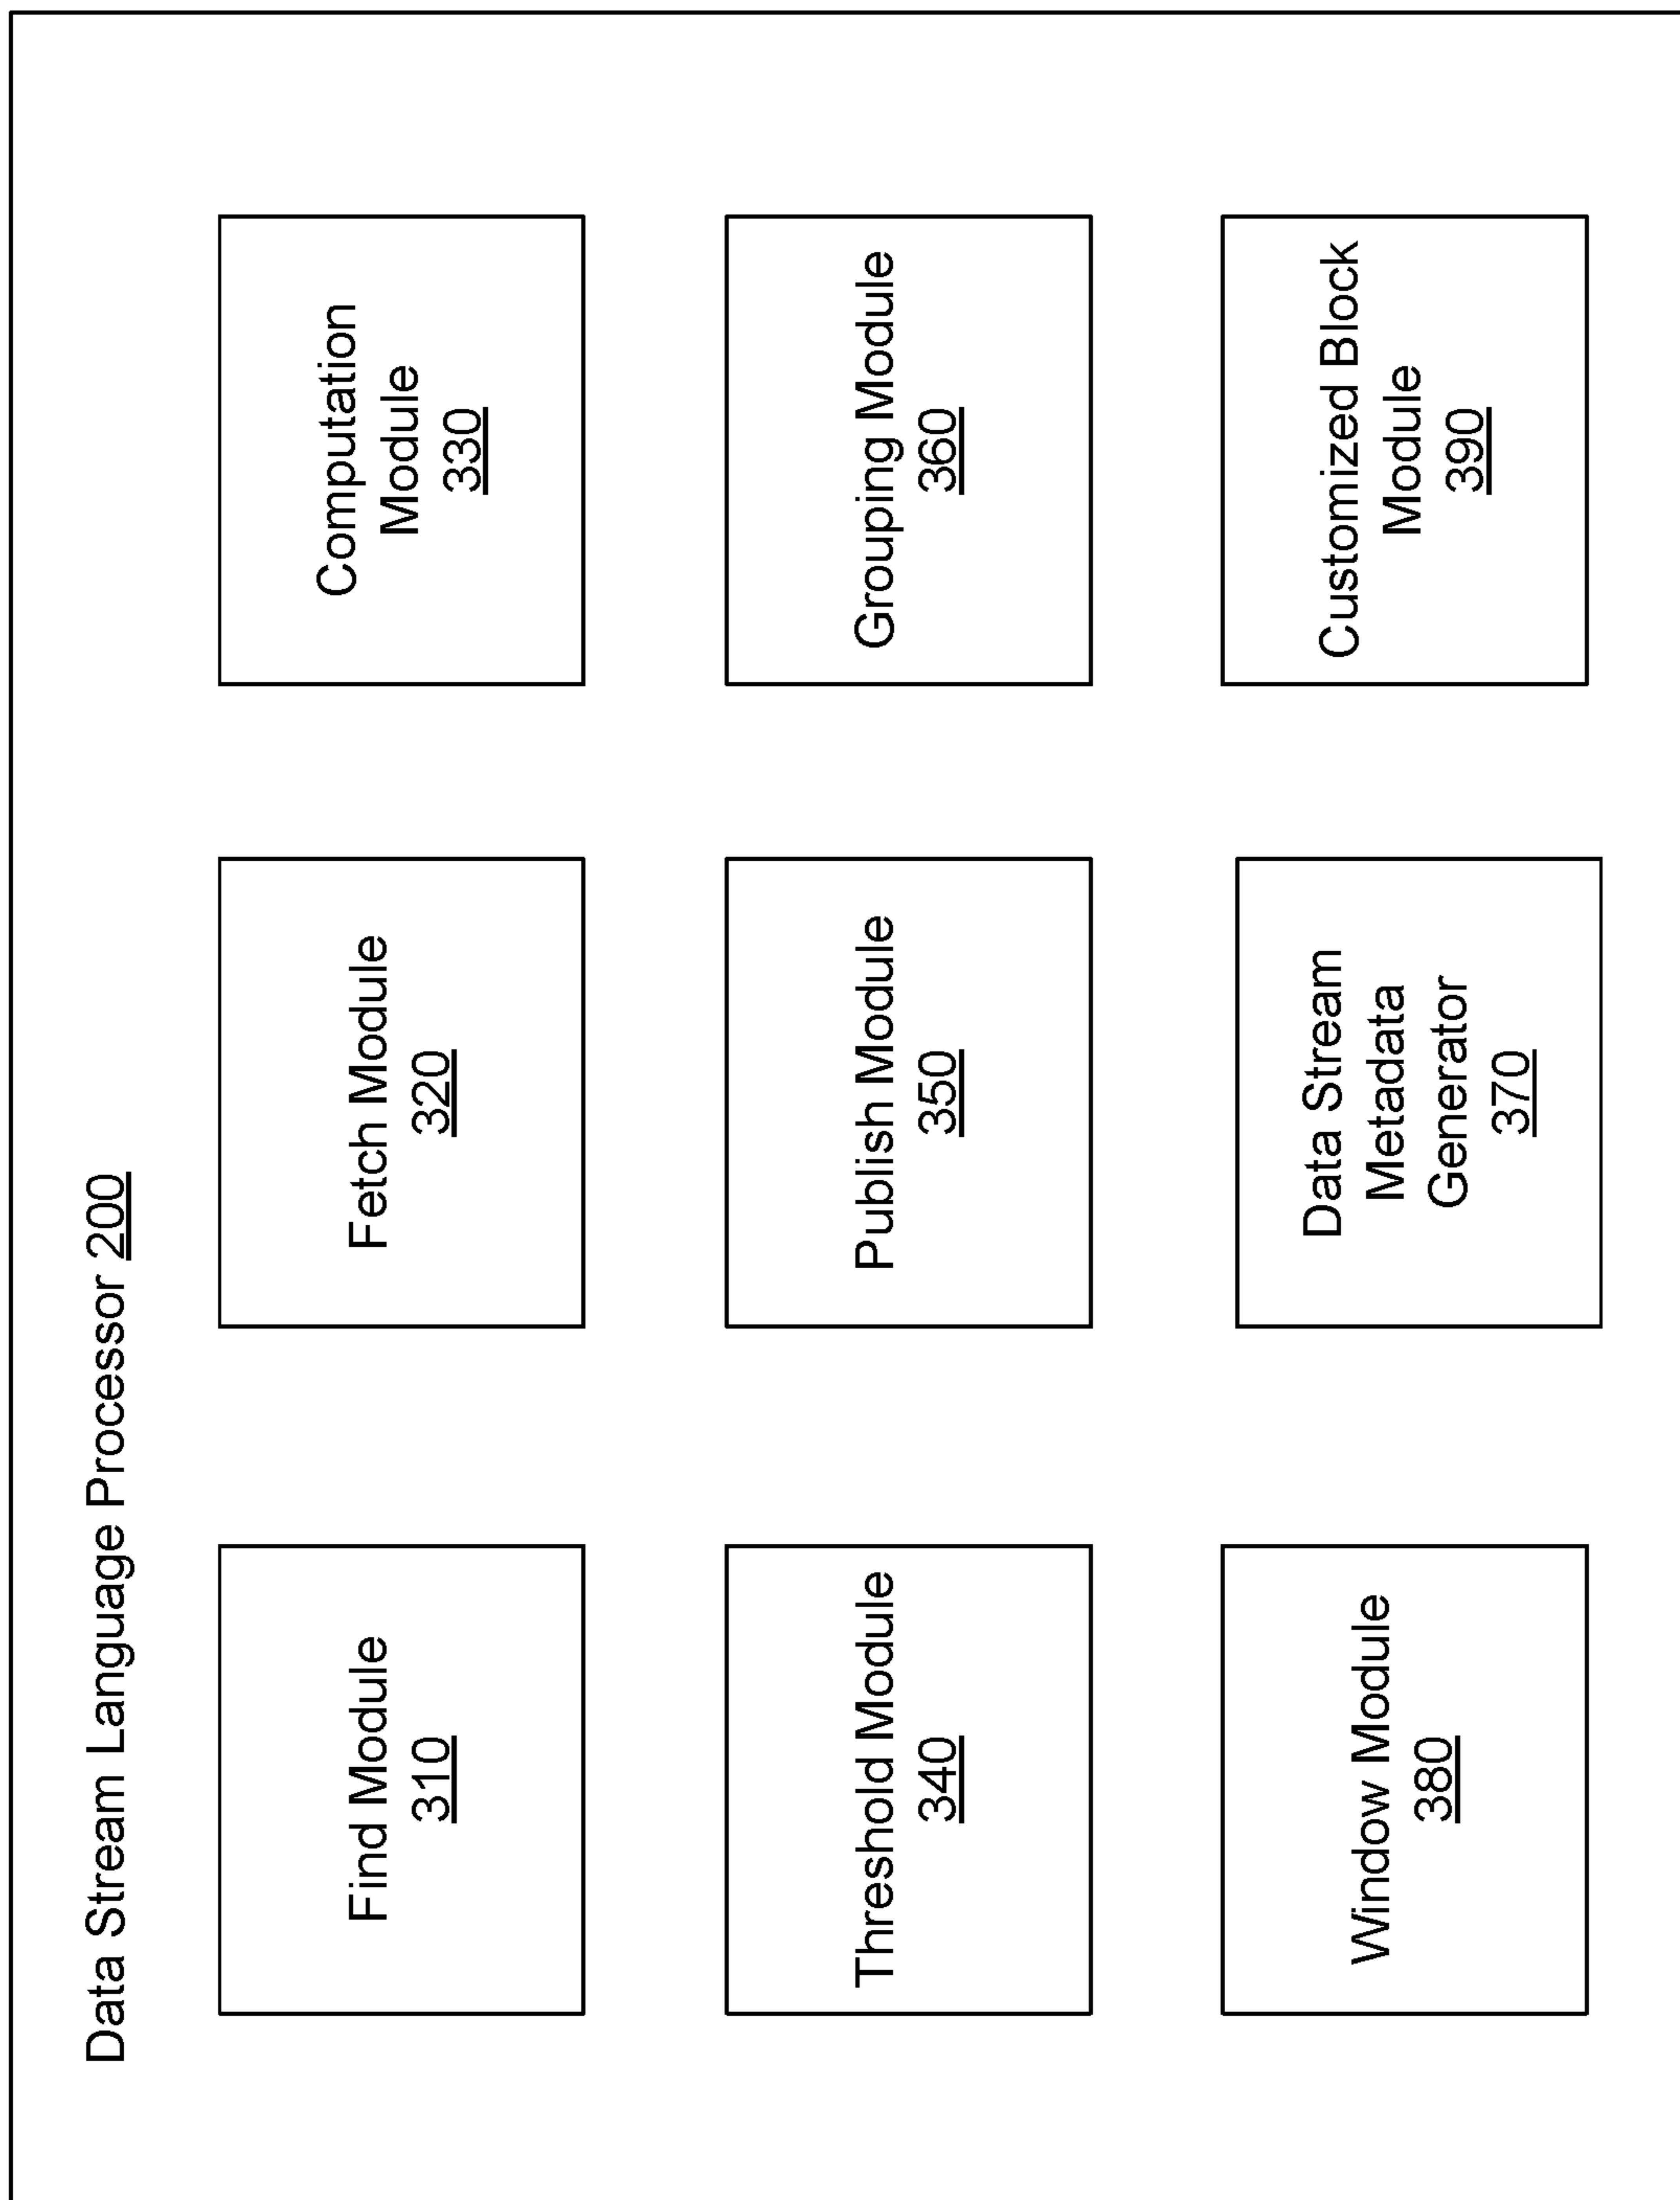 Data Stream Language Processor 200
Find Module
310
Fetch Module
320
Computation
Module
330
Threshold Module
340
Publish Module
350
Grouping Module
360
Window Module
380
Data Stream
Metadata
Generator
370
Customized Block
Module
390